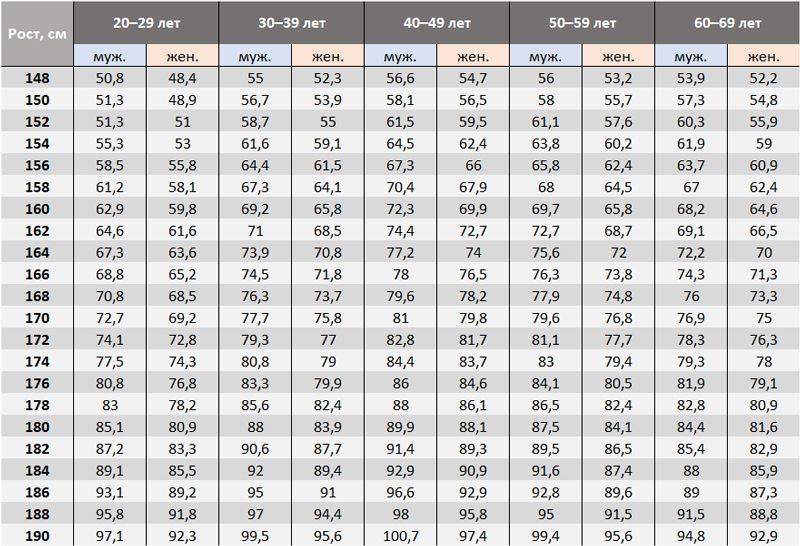 Рост, см 20–29 лет 30–39 лет 40–49 лет 50–59 лет 60–69 лет
муж. жен. муж. жен. муж. жен. муж. жен. муж. жен.
148 50,8 48,4 55 52,3 56,6 54,7 56 53,2 53,9 52,2
150 51,3 48,9 56,7 53,9 58,1 56,5 58 55,7 57,3 54,8
152 51,3 51 58,7 55 61,5 59,5 61,1 57,6 60,3 55,9
154 55,3 53 61,6 59,1 64,5 62,4 63,8 60,2 61,9 59
156 58,5 55,8 64,4 61,5 67,3 66 65,8 62,4 63,7 60,9
158 61,2 58,1 67,3 64,1 70,4 67,9 68 64,5 67 62,4
160 62,9 59,8 69,2 65,8 72,3 69,9 69,7 65,8 68,2 64,6
162 64,6 61,6 71 68,5 74,4 72,7 72,7 68,7 69,1 66,5
164 67,3 63,6 73,9 70,8 77,2 74 75,6 72 72,2 70
166 68,8 65,2 74,5 71,8 78 76,5 76,3 73,8 74,3 71,3
168 70,8 68,5 76,3 73,7 79,6 78,2 77,9 74,8 76 73,3
170 72,7 69,2 77,7 75,8 81 79,8 79,6 76,8 76,9 75
172 74,1 72,8 79,3 77 82,8 81,7 81,1 77,7 78,3 76,3
174 77,5 74,3 80,8 79 84,4 83,7 83 79,4 79,3 78
176 80,8 76,8 83,3 79,9 86 84,6 84,1 80,5 81,9 79,1
178 83 78,2 85,6 82,4 88 86,1 86,5 82,4 82,8 80,9
180 85,1 80,9 88 83,9 89,9 88,1 87,5 84,1 84,4 81,6
182 87,2 83,3 90,6 87,7 91,4 89,3 89,5 86,5 85,4 82,9
184 89,1 85,5 92 89,4 92,9 90,9 91,6 87,4 88 85,9
186 93,1 89,2 95 91 96,6 92,9 92,8 89,6 89 87,3
188 95,8 91,8 97 94,4 98 95,8 95 91,5 91,5 88,8
190 97,1 92,3 99,5 95,6 100,7 97,4 99,4 95,6 94,8 92,9